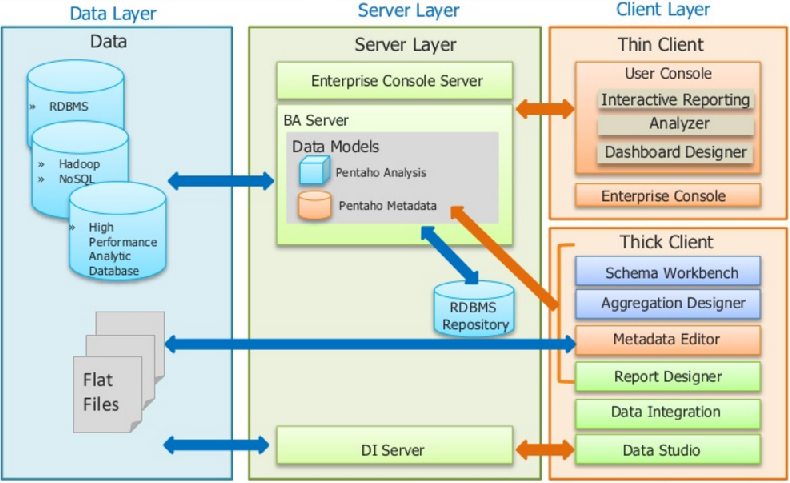 Data Layer
Server Layer
Client Layer
Data
» RDBMS
» Hadoop
» NoSQL
» High
Performance
Analytic
Database
Flat
Files
Server Layer
Enterprise Console Server
BA Server
Data Models
Pentaho Analysis
Pentaho Metadata
RDBMS
Repository
DI Server
Thin Client
User Console
Interactive Reporting
Analyzer
Dashboard Designer
Enterprise Console
Thick Client
Schema Workbench
Aggregation Designer
Metadata Editor
Report Designer
Data Integration
Data Studio